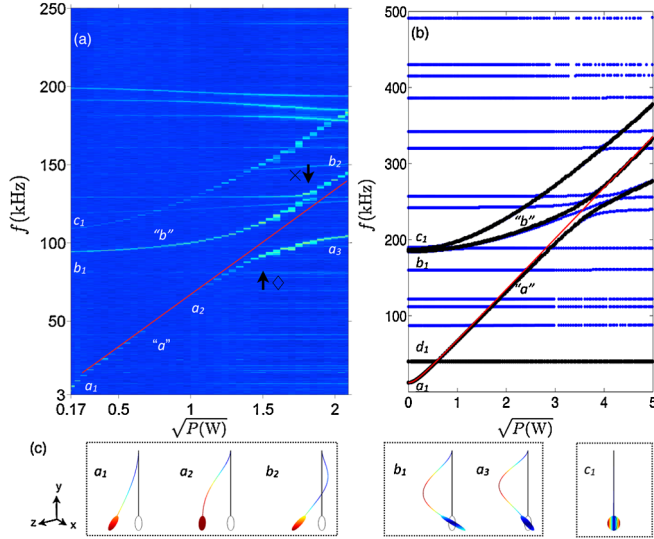 (a)
250
200
150
100
50
3
f (kHz)
0.17 0.5 1 1.5 2
√P(W)
c1
"b"
b1
b2
a3
a2
"a"
a1
× ↓
↑ ◇
(b)
500
400
300
200
100
f (kHz)
0 1 2 3 4 5
√P(W)
c1
"b"
b1
"a"
d1
a1
(c)
y
z x
a1 a2 b2
b1 a3
c1